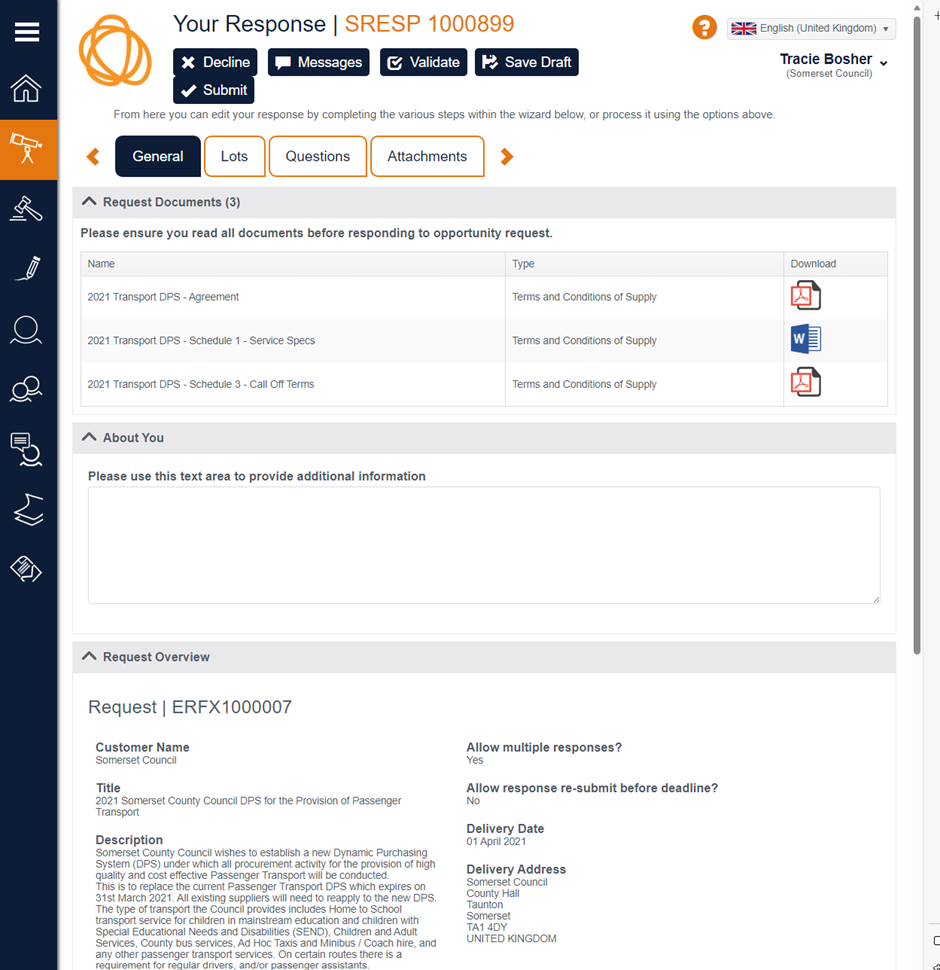 Your Response | SRESP 1000899
? English (United Kingdom)
Decline Messages Validate Save Draft
Tracie Bosher
(Somerset Council)
Submit
From here you can edit your response by completing the various steps within the wizard below, or process it using the options above.
General Lots Questions Attachments
Request Documents (3)
Please ensure you read all documents before responding to opportunity request.
Name Type Download
2021 Transport DPS - Agreement Terms and Conditions of Supply
2021 Transport DPS - Schedule 1 - Service Specs Terms and Conditions of Supply W
2021 Transport DPS - Schedule 3 - Call Off Terms Terms and Conditions of Supply
About You
Please use this text area to provide additional information
Request Overview
Request | ERFX1000007
Customer Name
Somerset Council
Title
2021 Somerset County Council DPS for the Provision of Passenger
Transport
Description
Somerset County Council wishes to establish a new Dynamic Purchasing
System (DPS) under which all procurement activity for the provision of high
quality and cost effective Passenger Transport will be conducted.
This is to replace the current Passenger Transport DPS which expires on
31st March 2021. All existing suppliers will need to reapply to the new DPS.
The type of transport the Council provides includes Home to School
transport service for children in mainstream education and children with
Special Educational Needs and Disabilities (SEND), Children and Adult
Services, County bus services, Ad Hoc Taxis and Minibus / Coach hire, and
any other passenger transport services. On certain routes there is a
requirement for regular drivers, and/or passenger assistants.
Allow multiple responses?
Yes
Allow response re-submit before deadline?
No
Delivery Date
01 April 2021
Delivery Address
Somerset Council
County Hall
Taunton
Somerset
TA1 4DY
UNITED KINGDOM